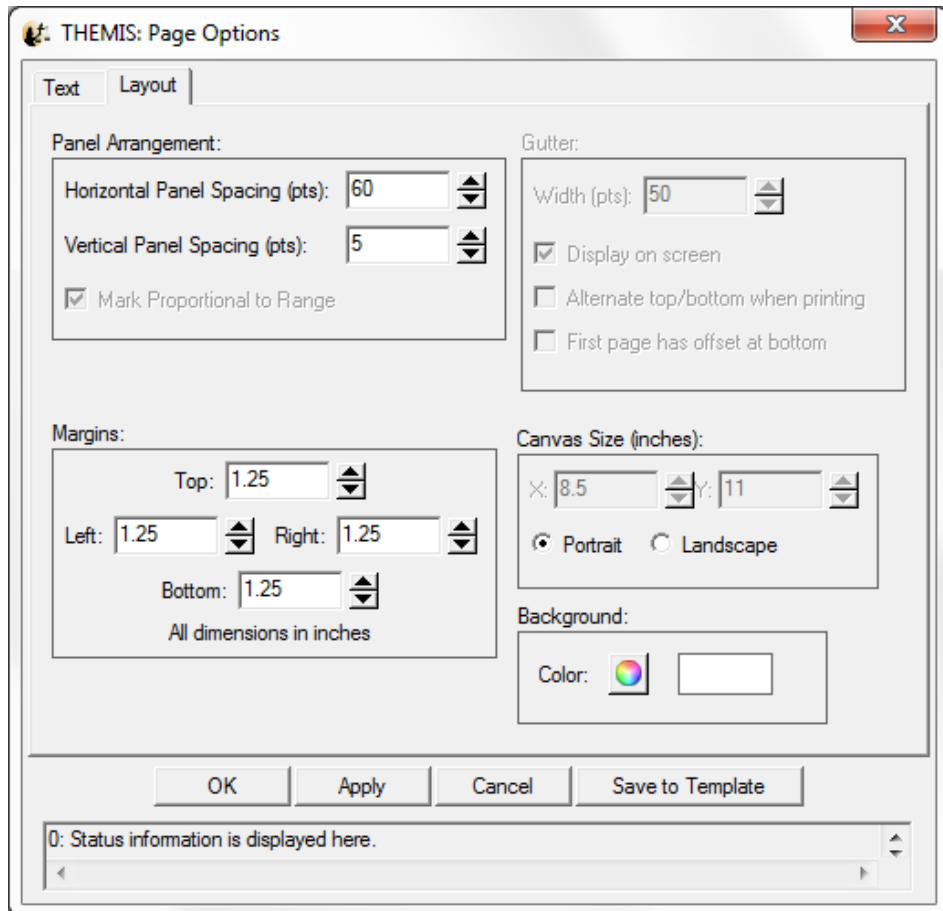 THEMIS: Page Options
Text Layout
Panel Arrangement:
Horizontal Panel Spacing (pts): 60
Vertical Panel Spacing (pts): 5
Mark Proportional to Range
Gutter:
Width (pts): 50
Display on screen
Alternate top/bottom when printing
First page has offset at bottom
Margins:
Top: 1.25
Left: 1.25 Right: 1.25
Bottom: 1.25
All dimensions in inches
Canvas Size (inches):
X: 8.5 Y: 11
Portrait Landscape
Background:
Color:
OK Apply Cancel Save to Template
0: Status information is displayed here.